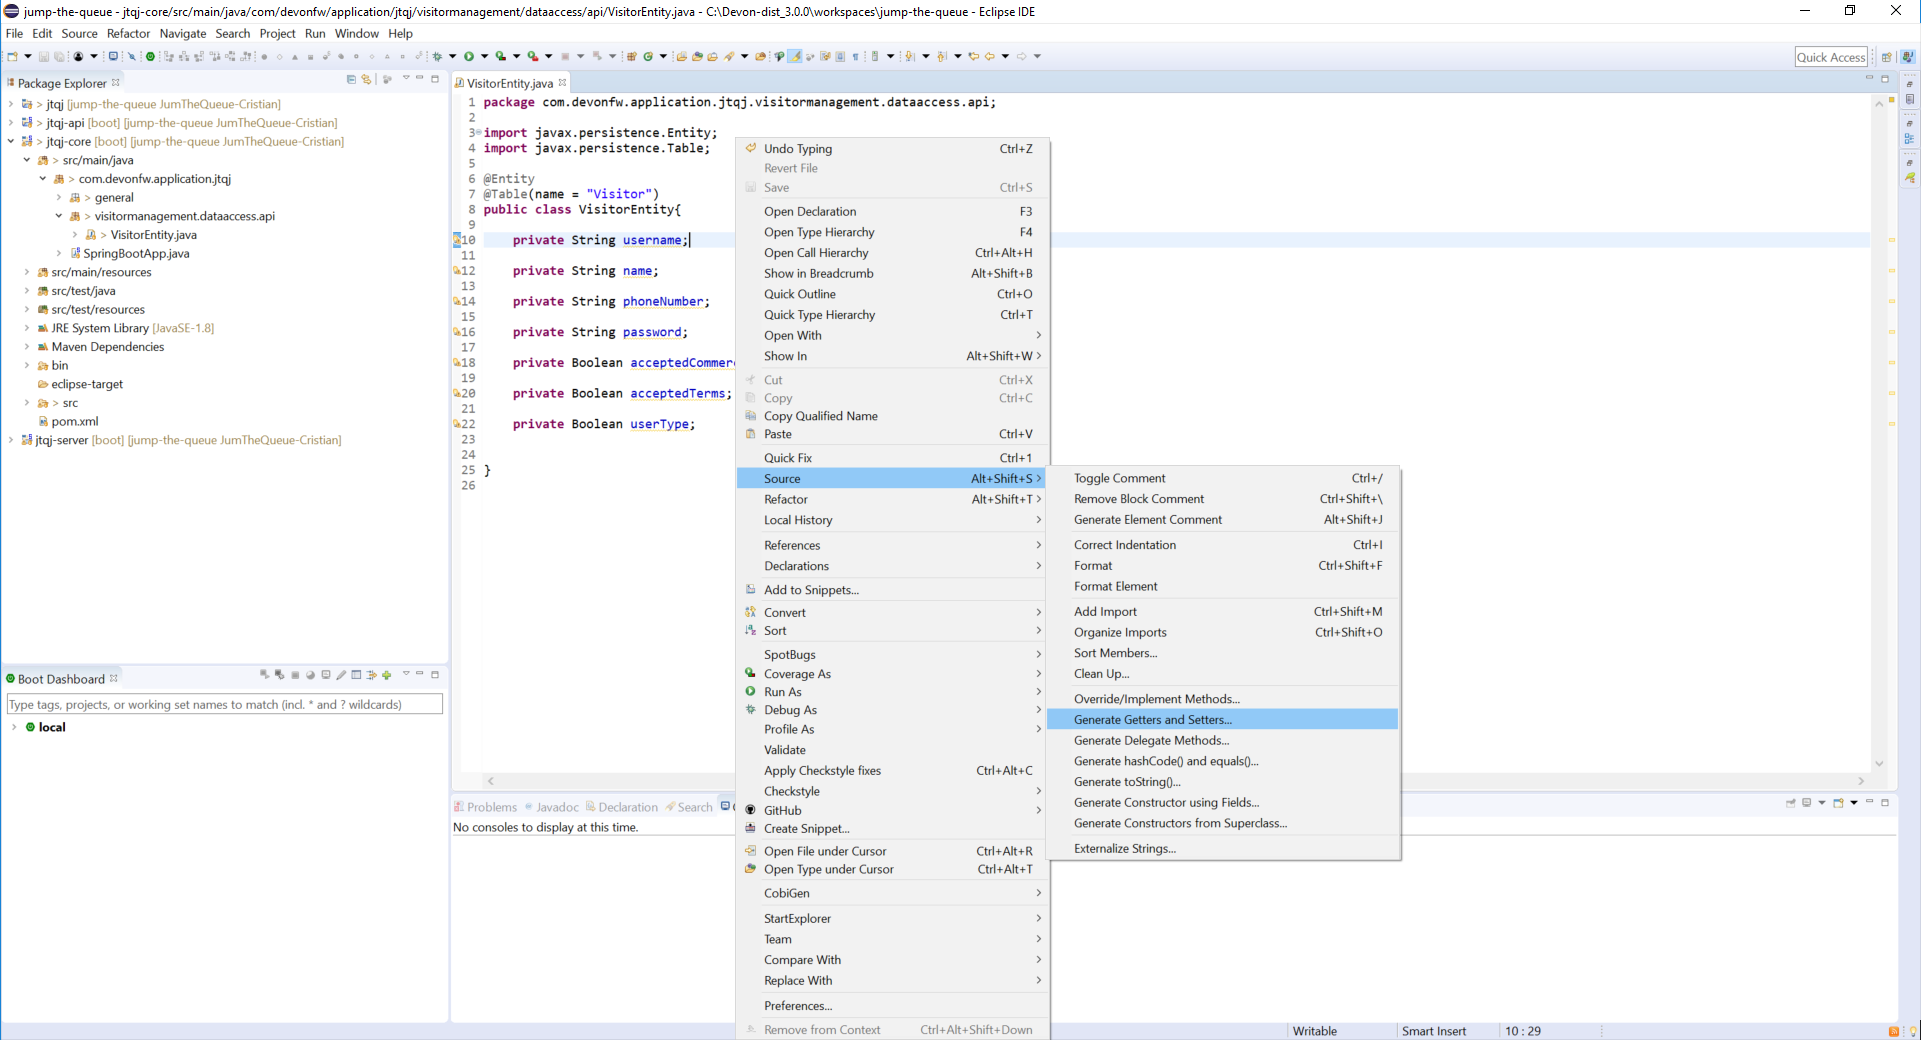 jump-the-queue - jtqj-core/src/main/java/com/devonfw/application/jtqj/visitormanagement/dataaccess/api/VisitorEntity.java - C:\Devon-dist_3.0.0\workspaces\jump-the-queue - Eclipse IDE
File Edit Source Refactor Navigate Search Project Run Window Help
Quick Access
Package Explorer
> jtqj [jump-the-queue JumTheQueue-Cristian]
> jtqj-api [boot] [jump-the-queue JumTheQueue-Cristian]
> jtqj-core [boot] [jump-the-queue JumTheQueue-Cristian]
> src/main/java
> com.devonfw.application.jtqj
> general
> visitormanagement.dataaccess.api
> VisitorEntity.java
SpringBootApp.java
src/main/resources
src/test/java
src/test/resources
JRE System Library [JavaSE-1.8]
Maven Dependencies
bin
eclipse-target
> src
pom.xml
jtqj-server [boot] [jump-the-queue JumTheQueue-Cristian]
Boot Dashboard
Type tags, projects, or working set names to match (incl. * and ? wildcards)
local
VisitorEntity.java
1 package com.devonfw.application.jtqj.visitormanagement.dataaccess.api;
2
3 import javax.persistence.Entity;
4 import javax.persistence.Table;
5
6 @Entity
7 @Table(name = "Visitor")
8 public class VisitorEntity{
9
10 private String username;
11
12 private String name;
13
14 private String phoneNumber;
15
16 private String password;
17
18 private Boolean acceptedCommer
19
20 private Boolean acceptedTerms;
21
22 private Boolean userType;
23
24
25 }
26
Undo Typing Ctrl+Z
Revert File
Save Ctrl+S
Open Declaration F3
Open Type Hierarchy F4
Open Call Hierarchy Ctrl+Alt+H
Show in Breadcrumb Alt+Shift+B
Quick Outline Ctrl+O
Quick Type Hierarchy Ctrl+T
Open With
Show In Alt+Shift+W
Cut Ctrl+X
Copy Ctrl+C
Copy Qualified Name
Paste Ctrl+V
Quick Fix Ctrl+1
Source Alt+Shift+S
Refactor Alt+Shift+T
Local History
References
Declarations
Add to Snippets...
Convert
Sort
SpotBugs
Coverage As
Run As
Debug As
Profile As
Validate
Apply Checkstyle fixes Ctrl+Alt+C
Checkstyle
GitHub
Create Snippet...
Open File under Cursor Ctrl+Alt+R
Open Type under Cursor Ctrl+Alt+T
CobiGen
StartExplorer
Team
Compare With
Replace With
Preferences...
Remove from Context Ctrl+Alt+Shift+Down
Toggle Comment Ctrl+/
Remove Block Comment Ctrl+Shift+\
Generate Element Comment Alt+Shift+J
Correct Indentation Ctrl+I
Format Ctrl+Shift+F
Format Element
Add Import Ctrl+Shift+M
Organize Imports Ctrl+Shift+O
Sort Members...
Clean Up...
Override/Implement Methods...
Generate Getters and Setters...
Generate Delegate Methods...
Generate hashCode() and equals()...
Generate toString()...
Generate Constructor using Fields...
Generate Constructors from Superclass...
Externalize Strings...
Problems Javadoc Declaration Search
No consoles to display at this time.
Writable Smart Insert 10 : 29